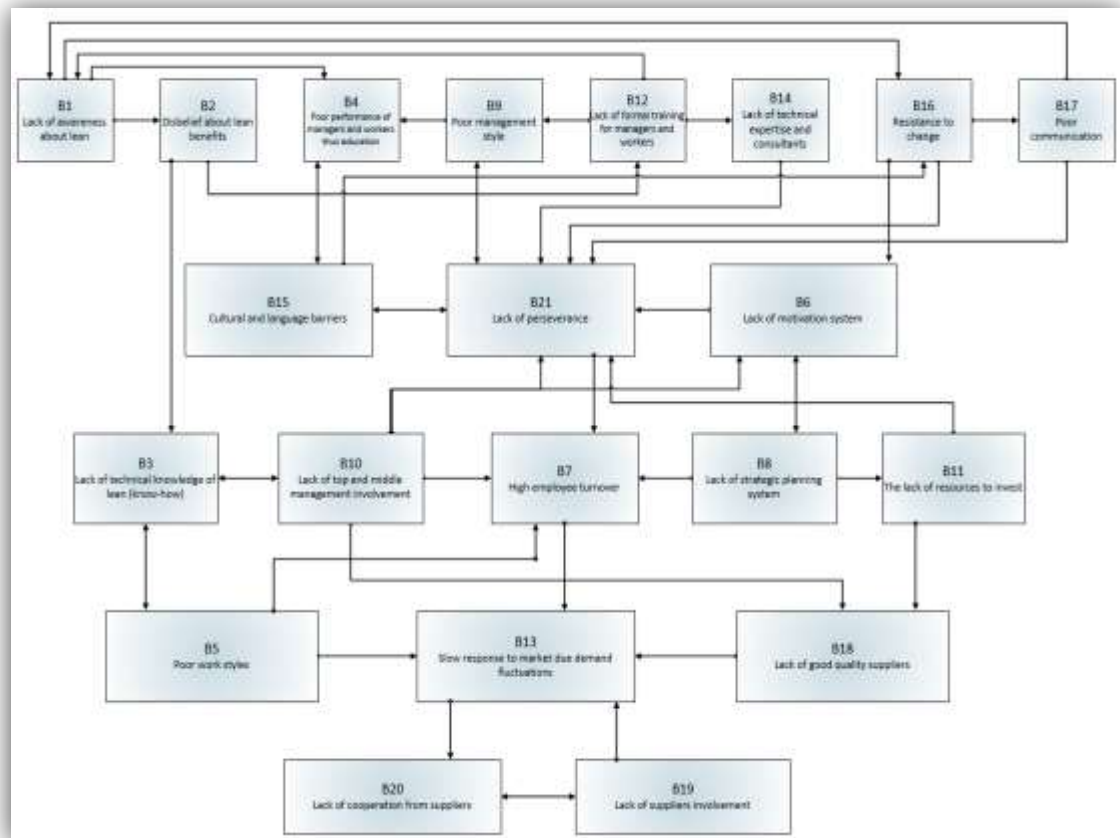 B1
Lack of awareness
about lean
B2
Disbelief about lean
benefits
B4
Poor performance of
managers and workers
thus education
B9
Poor management
style
B12
Lack of formal training
for managers and
workers
B14
Lack of technical
expertise and
consultants
B16
Resistance to
change
B17
Poor
communication
B15
Cultural and language barriers
B21
Lack of perseverance
B6
Lack of motivation system
B3
Lack of technical knowledge of
lean (know-how)
B10
Lack of top and middle
management involvement
B7
High employee turnover
B8
Lack of strategic planning
system
B11
The lack of resources to invest
B5
Poor work styles
B13
Slow response to market due demand
fluctuations
B18
Lack of good quality suppliers
B20
Lack of cooperation from suppliers
B19
Lack of suppliers involvement